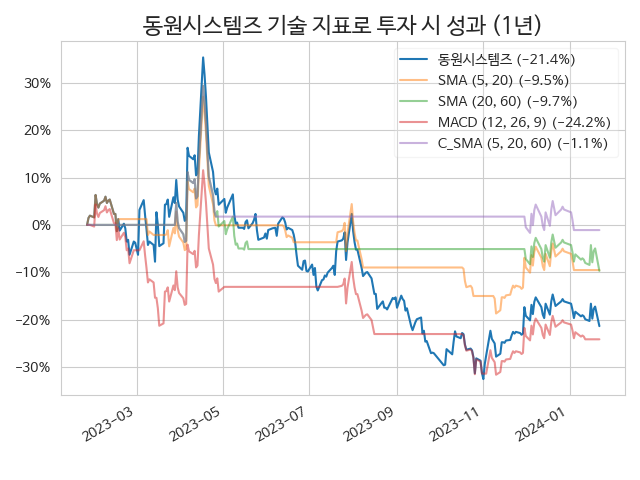 동원시스템즈 기술 지표로 투자 시 성과 (1년)
동원시스템즈 (−21.4%)
SMA (5, 20) (−9.5%)
SMA (20, 60) (−9.7%)
MACD (12, 26, 9) (−24.2%)
C_SMA (5, 20, 60) (−1.1%)
30%
20%
10%
0%
−10%
−20%
−30%
2023−03
2023−05
2023−07
2023−09
2023−11
2024−01